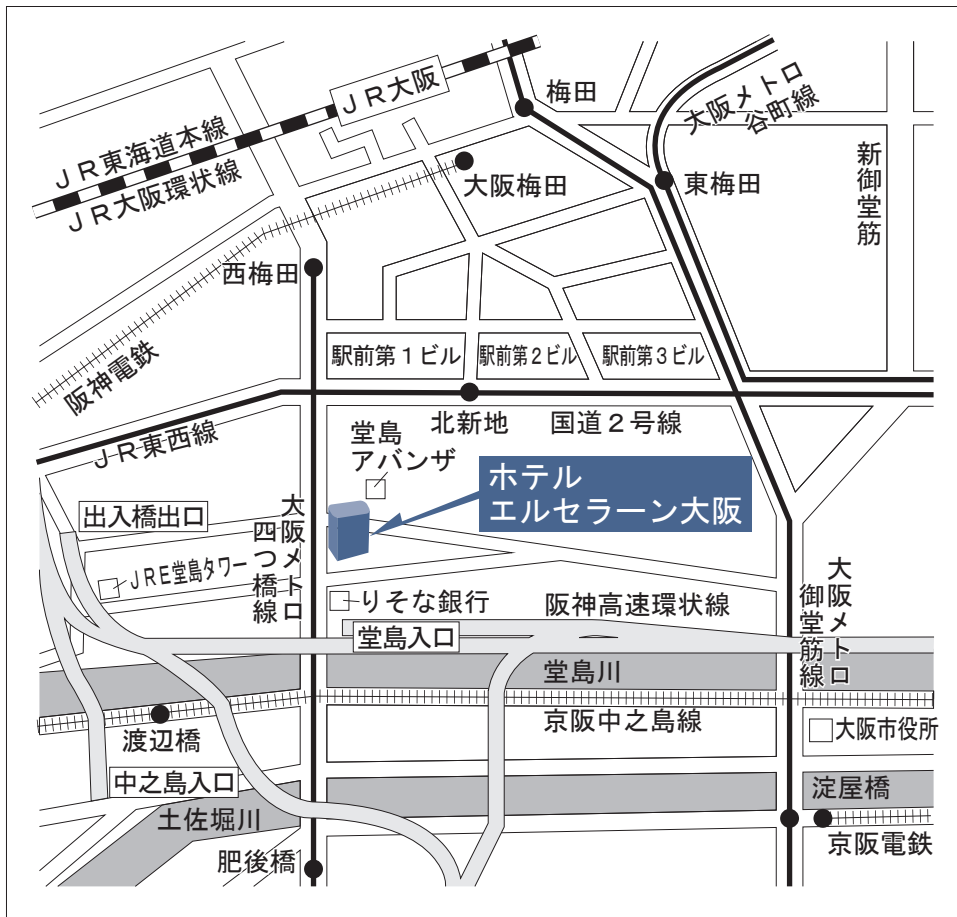 ＪＲ大阪
梅田
大阪メトロ
谷町線
ＪＲ東海道本線
ＪＲ大阪環状線
大阪梅田
東梅田
新御堂筋
西梅田
阪神電鉄
駅前第１ビル
駅前第２ビル
駅前第３ビル
北新地
国道２号線
ＪＲ東西線
堂島
アバンザ
ホテル
エルセラーン大阪
出入橋出口
大阪メトロ
四つ橋線
ＪＲＥ堂島タワー
りそな銀行
阪神高速環状線
大阪メトロ
御堂筋線
堂島入口
堂島川
京阪中之島線
渡辺橋
大阪市役所
中之島入口
淀屋橋
土佐堀川
肥後橋
京阪電鉄